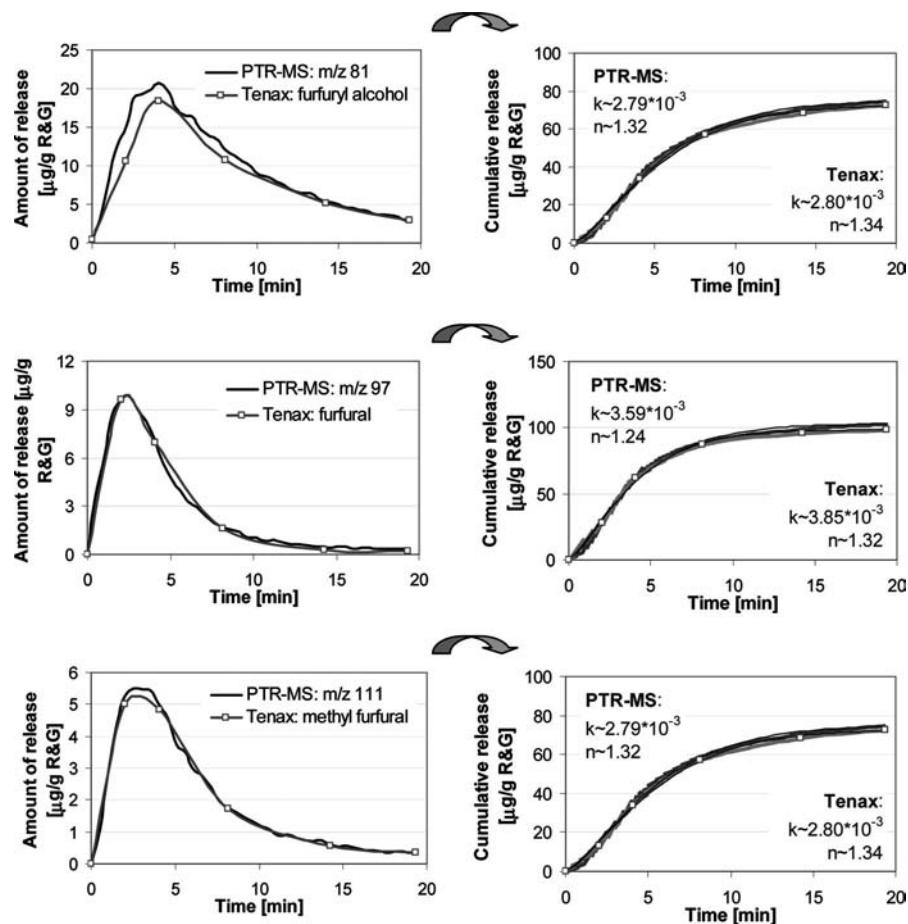 25
20
15
10
5
0
Amount of release
[µg/g R&G]
PTR-MS: m/z 81
Tenax: furfuryl alcohol
0 5 10 15 20
Time [min]
100
80
60
40
20
0
Cumulative release
[µg/g R&G]
PTR-MS:
k~2.79*10-3
n~1.32
Tenax:
k~2.80*10-3
n~1.34
0 5 10 15 20
Time [min]
12
9
6
3
0
Amount of release [µg/g
R&G]
PTR-MS: m/z 97
Tenax: furfural
0 5 10 15 20
Time [min]
150
100
50
0
Cumulative release
[µg/g R&G]
PTR-MS:
k~3.59*10-3
n~1.24
Tenax:
k~3.85*10-3
n~1.32
0 5 10 15 20
Time [min]
6
5
4
3
2
1
0
Amount of release
[µg/g R&G]
PTR-MS: m/z 111
Tenax: methyl furfural
0 5 10 15 20
Time [min]
100
80
60
40
20
0
Cumulative release
[µg/g R&G]
PTR-MS:
k~2.79*10-3
n~1.32
Tenax:
k~2.80*10-3
n~1.34
0 5 10 15 20
Time [min]